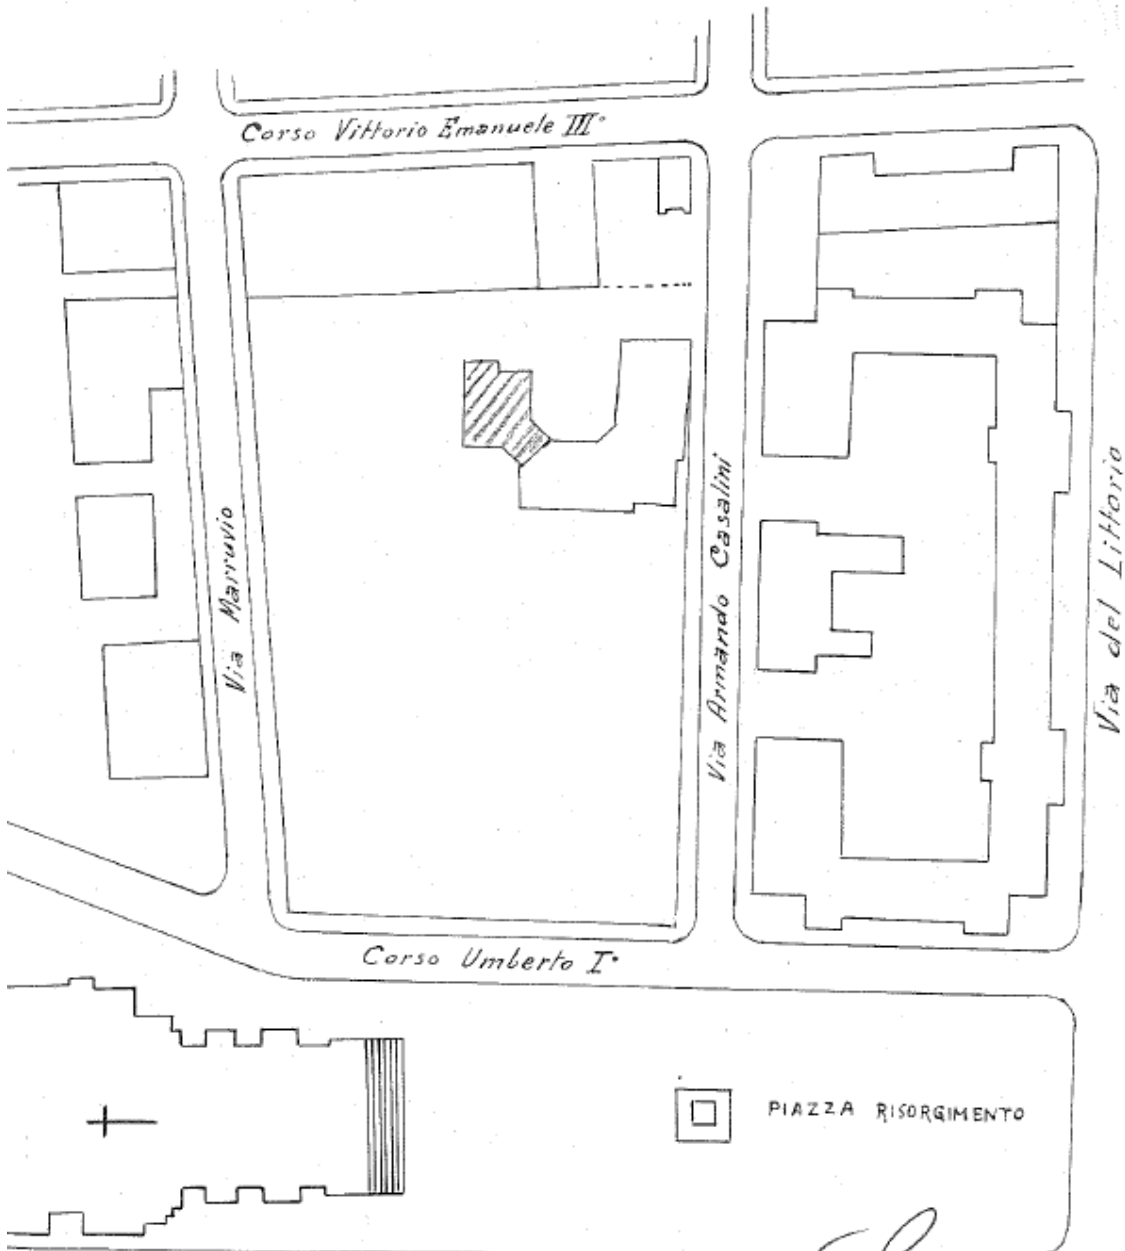 Corso Vittorio Emanuele III°
Via Marruvio
Via Armando Casalini
Via del Littorio
Corso Umberto I°
PIAZZA RISORGIMENTO